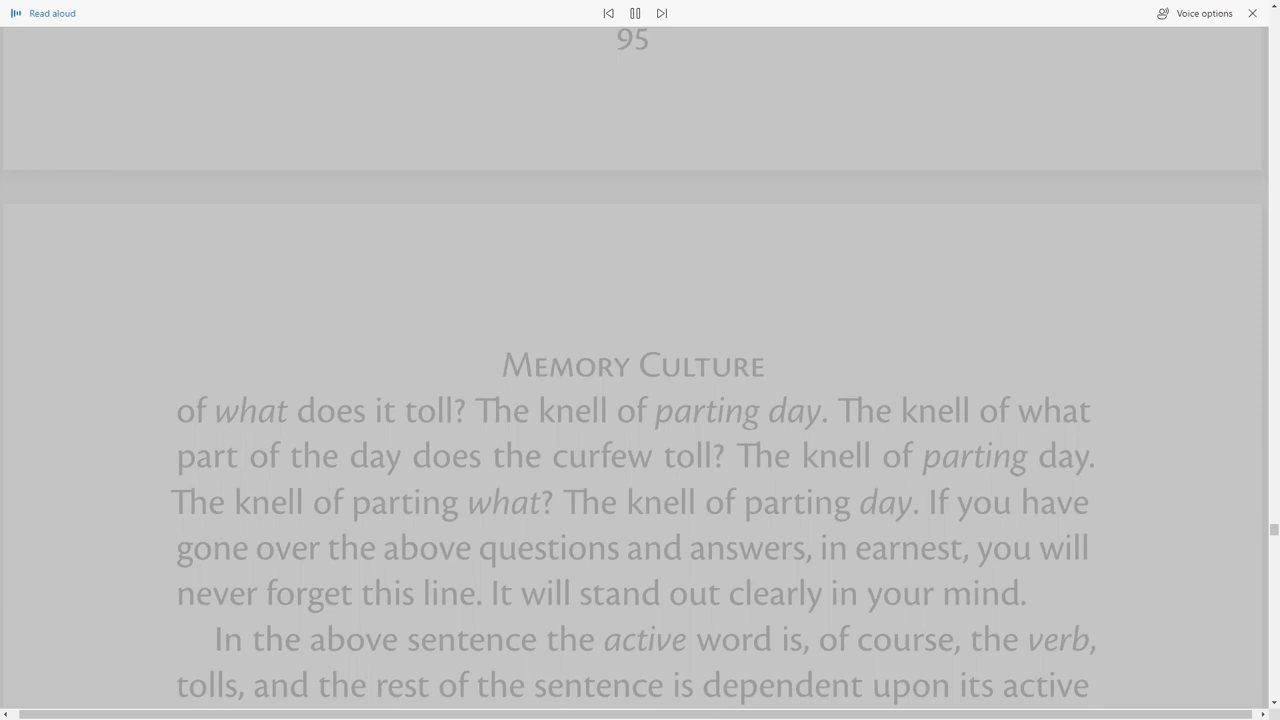 Read aloud
Voice options
95
Memory Culture
of what does it toll? The knell of parting day. The knell of what
part of the day does the curfew toll? The knell of parting day.
The knell of parting what? The knell of parting day. If you have
gone over the above questions and answers, in earnest, you will
never forget this line. It will stand out clearly in your mind.
In the above sentence the active word is, of course, the verb,
tolls, and the rest of the sentence is dependent upon its active